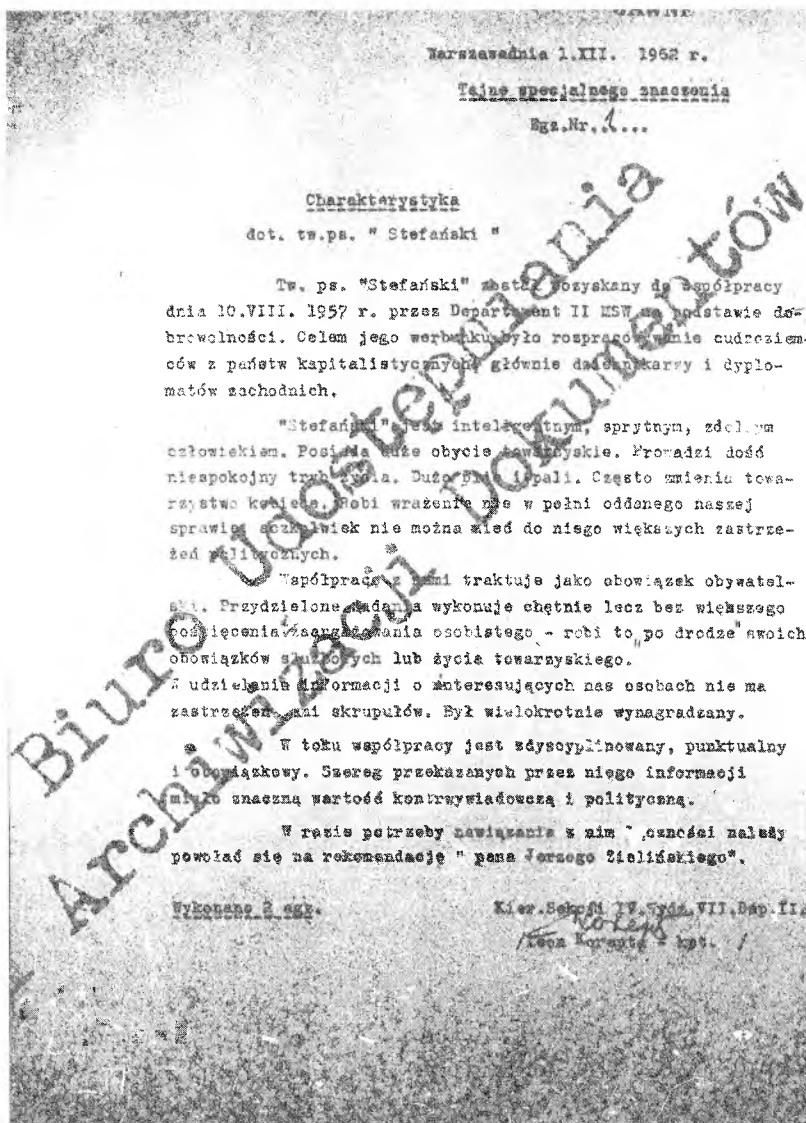 JAWNE
Warszawadnia 1.XII. 1962 r.
Tajne specjalnego znaczenia
Egz.Nr..1...
Charakterystyka
dot. tw.ps. " Stefański "
Tw. ps. "Stefański" został pozyskany do współpracy
dnia 10.VIII. 1957 r. przez Departament II MSW na podstawie do-
browolności. Celem jego werbunku było rozpracowywanie cudzoziem-
ców z państw kapitalistycznych, głównie dziennikarzy i dyplo-
matów zachodnich.
"Stefański" jest inteligentnym, sprytnym, zdolnym
człowiekiem. Posiada duże obycie towarzyskie. Prowadzi dość
niespokojny tryb życia. Dużo pije i pali. Często zmienia towa-
rzystwo kobiece. Robi wrażenie nie w pełni oddanego naszej
sprawie, aczkolwiek nie można mieć do niego większych zastrze-
żeń politycznych.
Współpracę z nami traktuje jako obowiązek obywatel-
ski. Przydzielone zadania wykonuje chętnie lecz bez większego
poświęcenia i zaangażowania osobistego - robi to "po drodze" swoich
obowiązków służbowych lub życia towarzyskiego.
W udzielaniu informacji o interesujących nas osobach nie ma
zastrzeżeń ani skrupułów. Był wielokrotnie wynagradzany.
W toku współpracy jest zdyscyplinowany, punktualny
i obowiązkowy. Szereg przekazanych przez niego informacji
miało znaczną wartość kontrwywiadowczą i polityczną.
W razie potrzeby nawiązania z nim łączności należy
powołać się na rekomendację " pana Jerzego Zielińskiego".
Wykonano 2 egz.
Kier.Sekcji IV.Wydz.VII.Dep.II.
/Leon Korenta - kpt. /
Biuro Udostępniania
i Archiwizacji Dokumentów